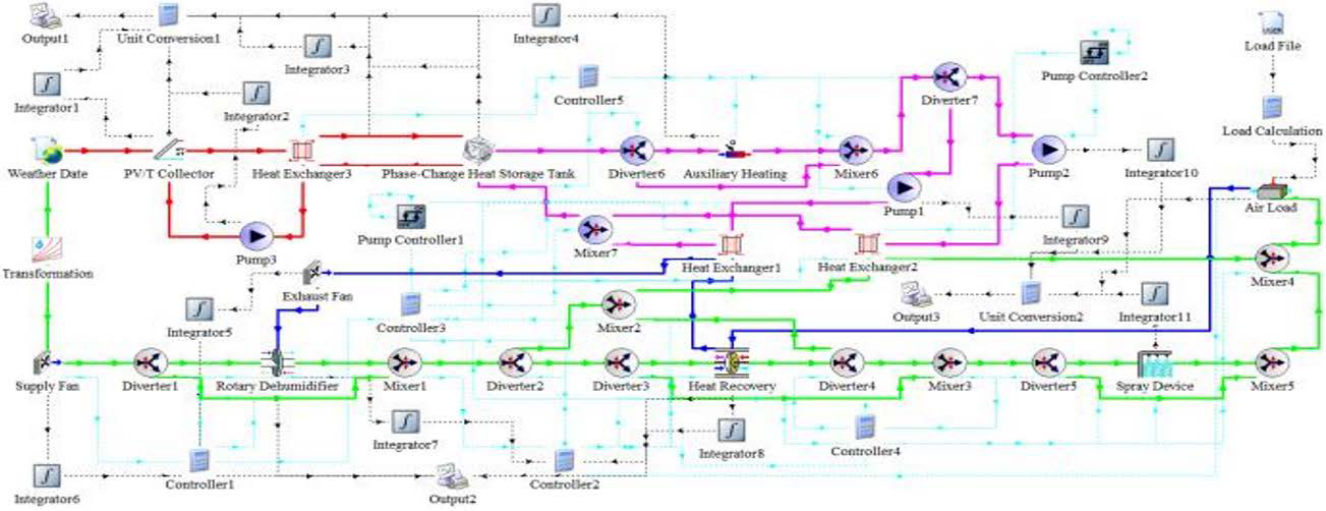 Output1
Unit Conversion1
Integrator4
Load File
Integrator3
Pump Controller2
Integrator1
Integrator2
Controller5
Diverter7
Load Calculation
Weather Date
PV/T Collector
Heat Exchanger3
Phase-Change Heat Storage Tank
Diverter6
Auxiliary Heating
Mixer6
Pump2
Integrator10
Air Load
Pump1
Pump Controller1
Integrator9
Pump3
Mixer7
Heat Exchanger1
Heat Exchanger2
Transformation
Mixer4
Exhaust Fan
Integrator5
Controller3
Mixer2
Output3
Unit Conversion2
Integrator11
Supply Fan
Diverter1
Rotary Dehumidifier
Mixer1
Diverter2
Diverter3
Heat Recovery
Diverter4
Mixer3
Diverter5
Spray Device
Mixer5
Integrator7
Integrator8
Controller4
Integrator6
Controller1
Output2
Controller2